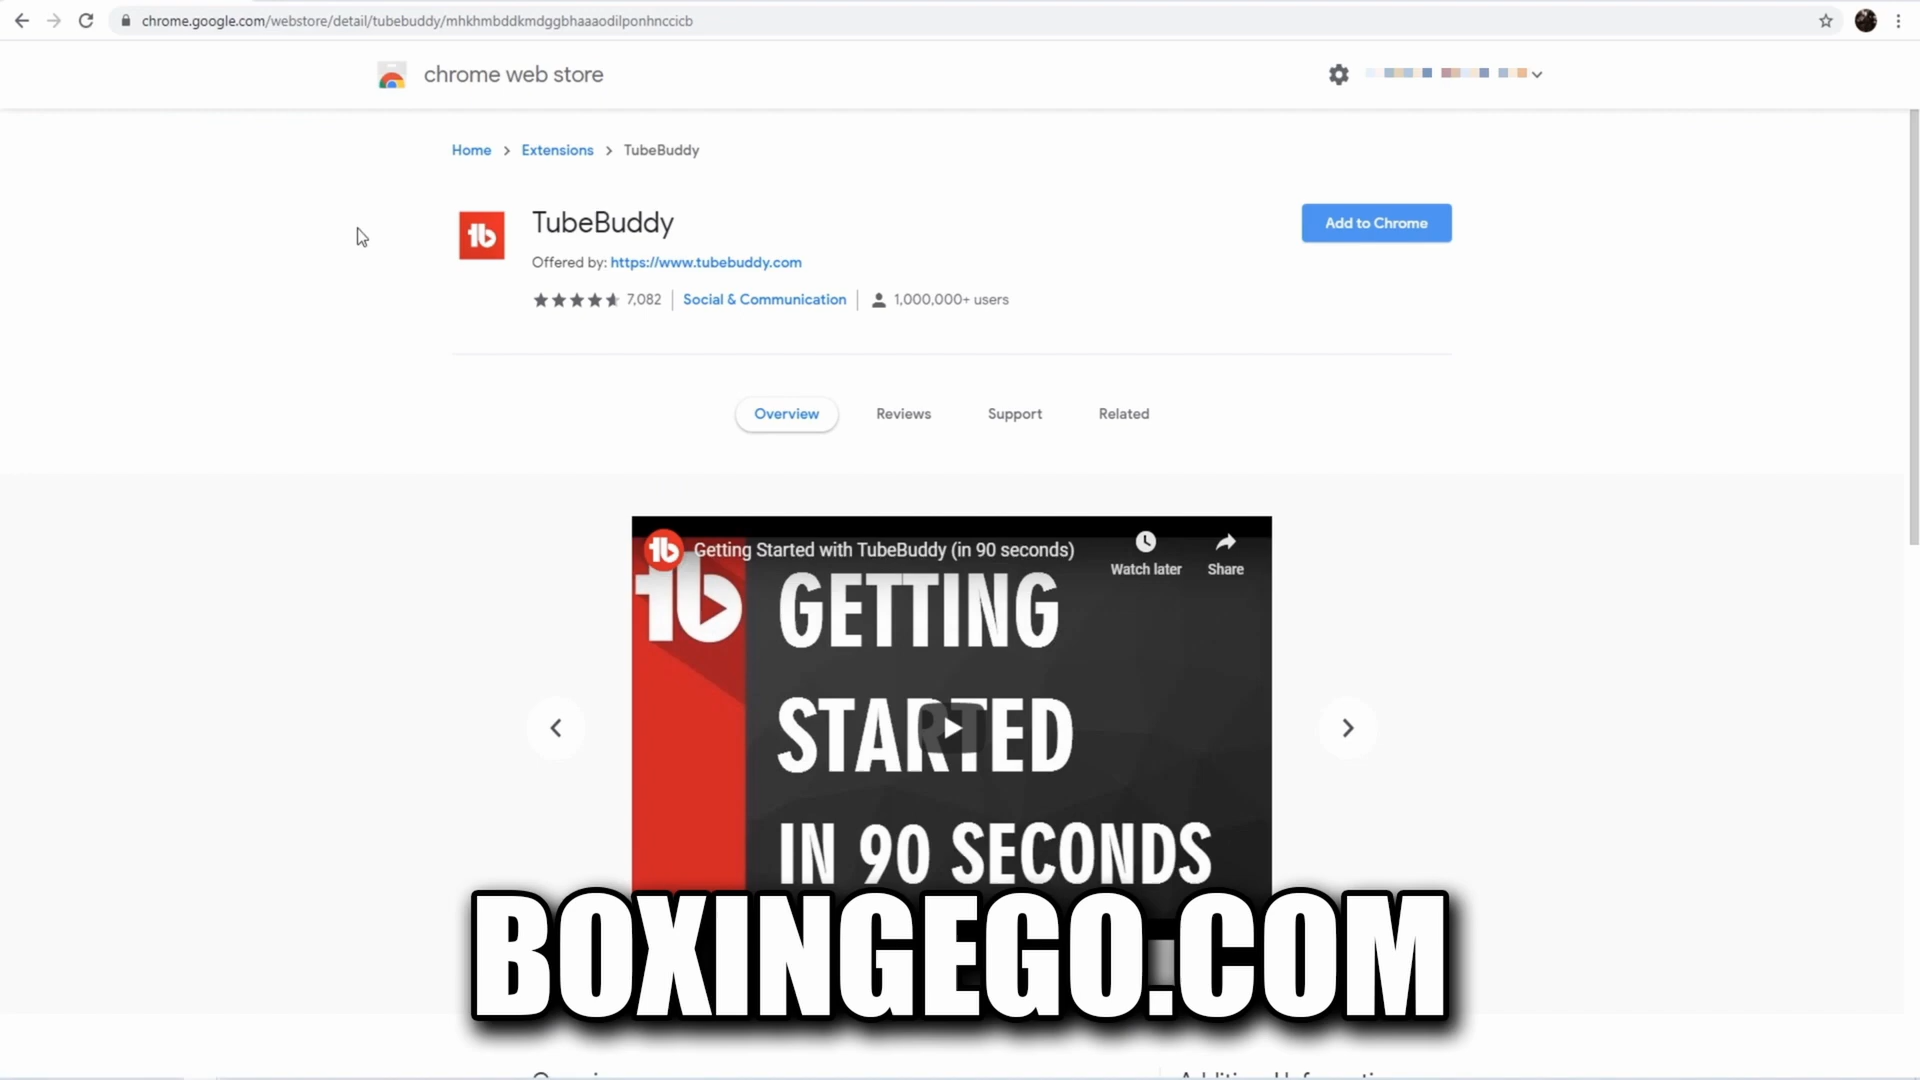 chrome.google.com/webstore/detail/tubebuddy/mhkhmbddkmdggbhaaaodilponhnccicb
chrome web store
Home > Extensions > TubeBuddy
TubeBuddy
Add to Chrome
Offered by: https://www.tubebuddy.com
7,082 Social & Communication 1,000,000+ users
Overview Reviews Support Related
Getting Started with TubeBuddy (in 90 seconds)
Watch later Share
GETTING
STARTED
IN 90 SECONDS
BOXINGEGO.COM